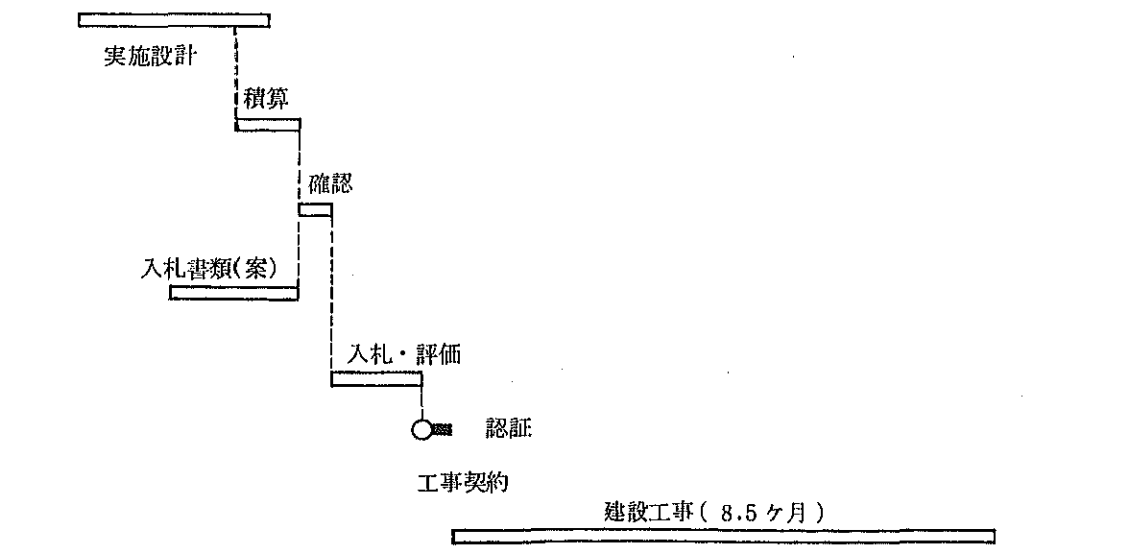 実施設計
積算
確認
入札書類(案)
入札・評価
認証
工事契約
建設工事( 8.5 ケ月 )